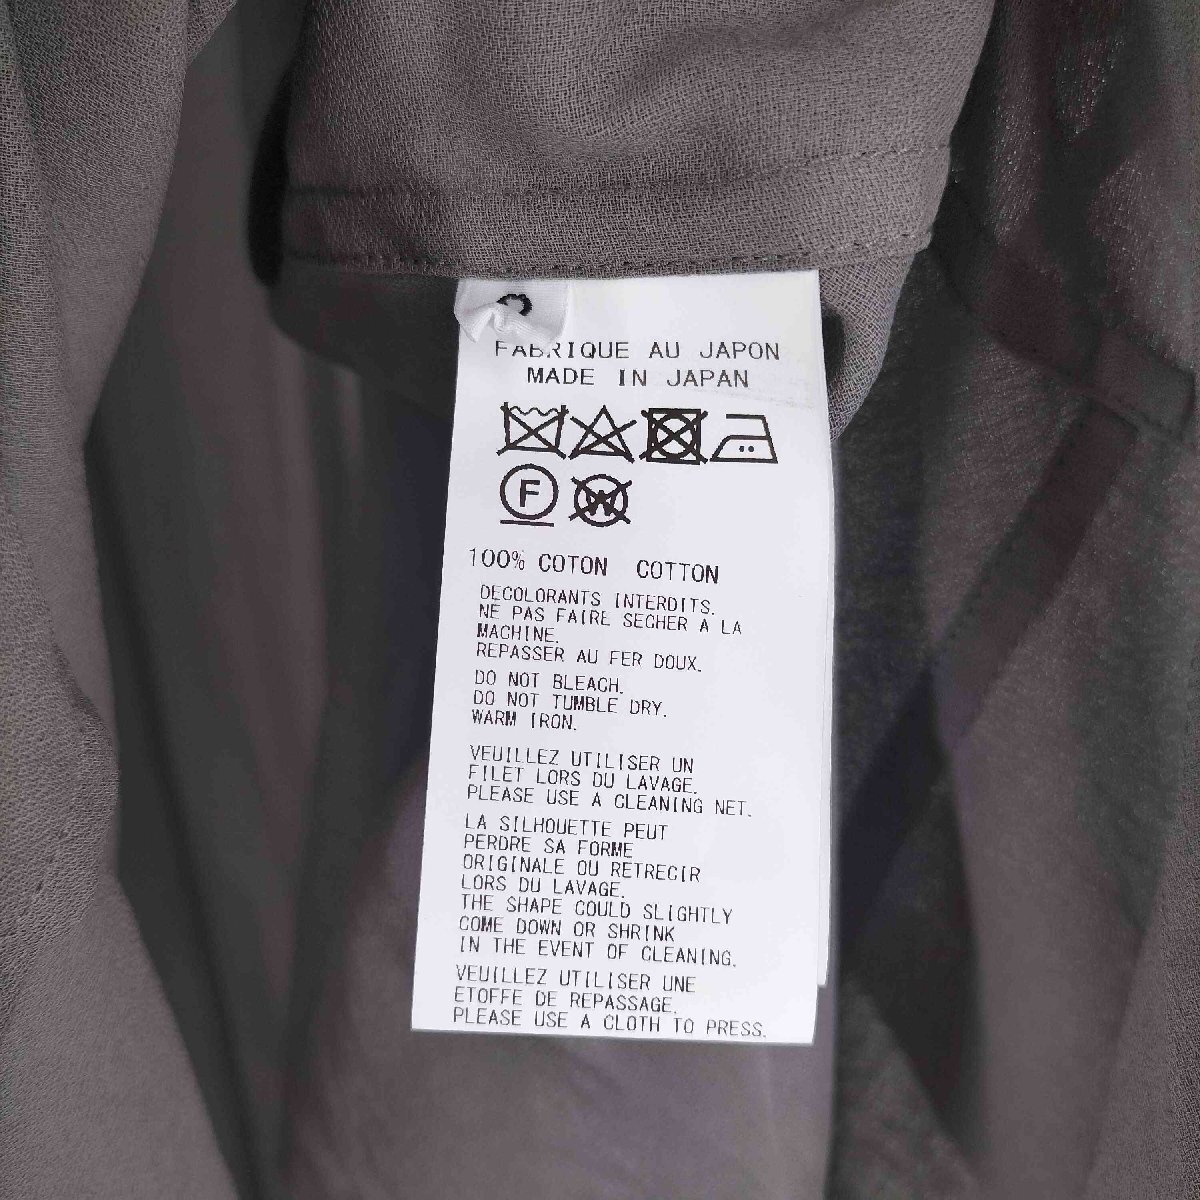 FABRIQUE AU JAPON
MADE IN JAPAN
F W
100% COTON COTTON
DECOLORANTS INTERDITS.
NE PAS FAIRE SECHER A LA
MACHINE.
REPASSER AU FER DOUX.
DO NOT BLEACH.
DO NOT TUMBLE DRY.
WARM IRON.
VEUILLEZ UTILISER UN
FILET LORS DU LAVAGE.
PLEASE USE A CLEANING NET.
LA SILHOUETTE PEUT
PERDRE SA FORME
ORIGINALE OU RETRECIR
LORS DU LAVAGE.
THE SHAPE COULD SLIGHTLY
COME DOWN OR SHRINK
IN THE EVENT OF CLEANING.
VEUILLEZ UTILISER UNE
ETOFFE DE REPASSAGE.
PLEASE USE A CLOTH TO PRESS.